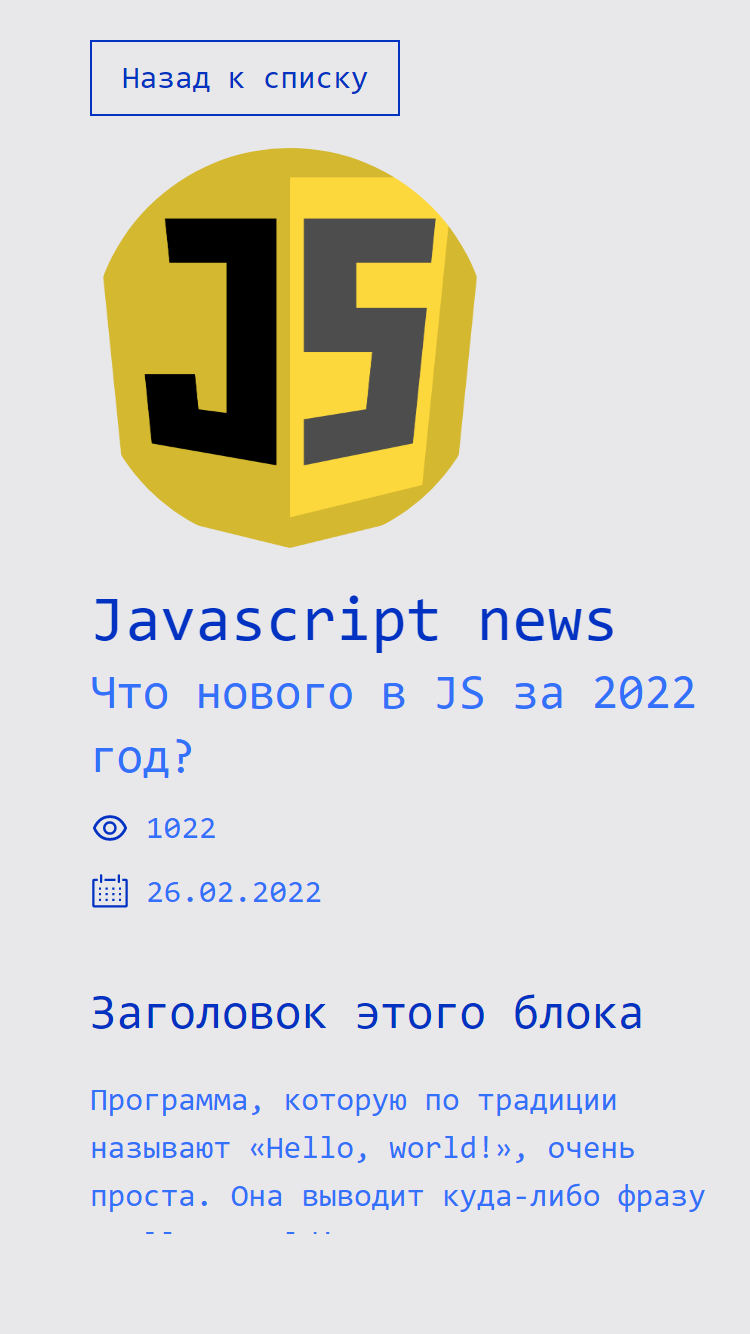 Назад к списку
JS
Javascript news
Что нового в JS за 2022
год?
1022
26.02.2022
Заголовок этого блока
Программа, которую по традиции
называют «Hello, world!», очень
проста. Она выводит куда-либо фразу